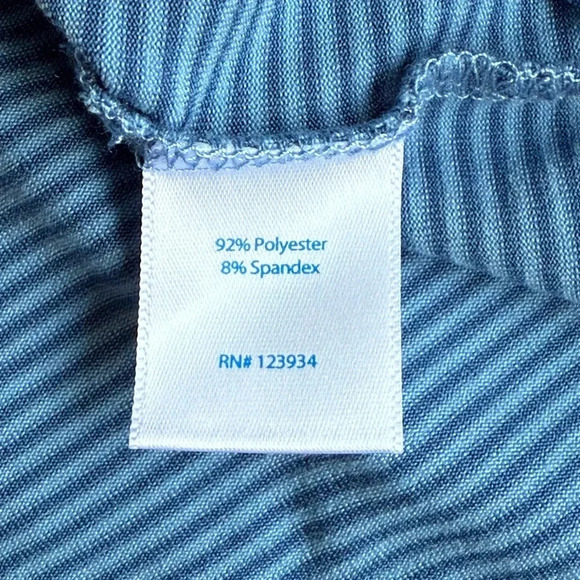 92% Polyester
8% Spandex
RN# 123934